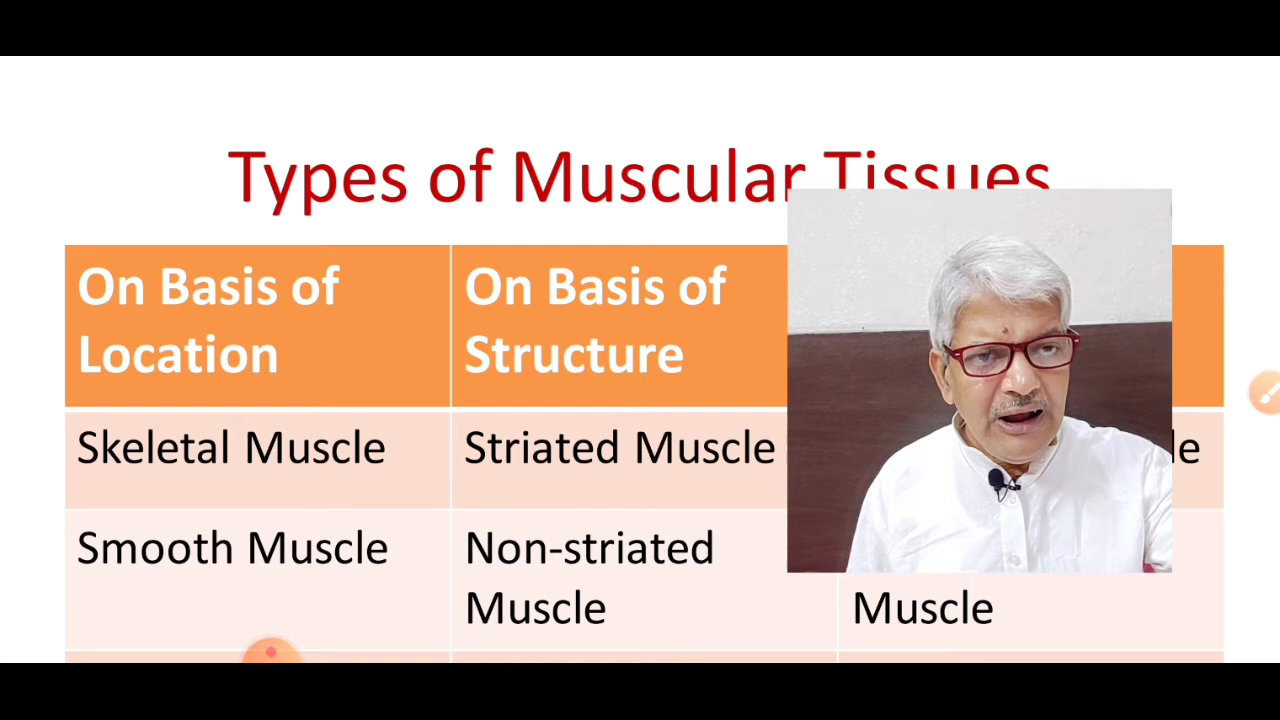 Types of Muscular Tissues
On Basis of
Location
On Basis of
Structure
Skeletal Muscle
Striated Muscle
Smooth Muscle
Non-striated
Muscle
Muscle